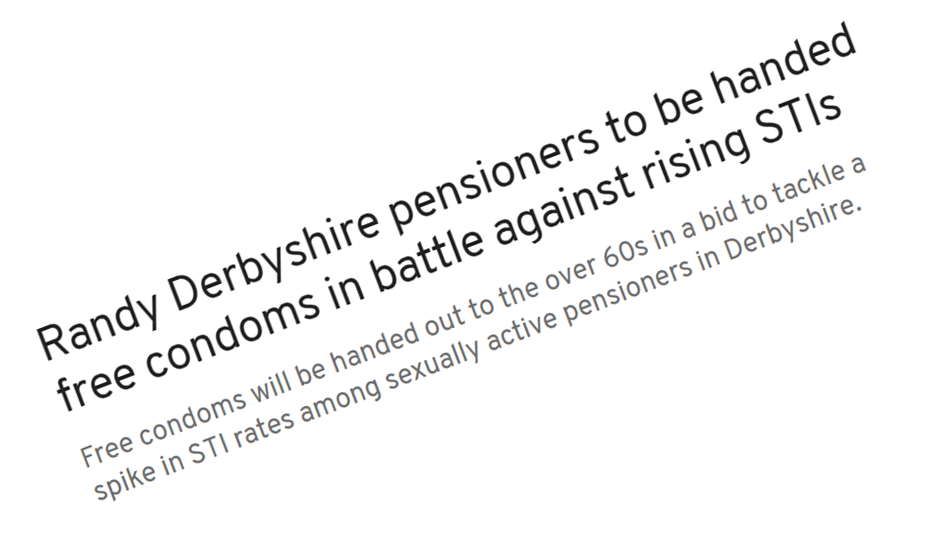 Randy Derbyshire pensioners to be handed
free condoms in battle against rising STIs
Free condoms will be handed out to the over 60s in a bid to tackle a
spike in STI rates among sexually active pensioners in Derbyshire.